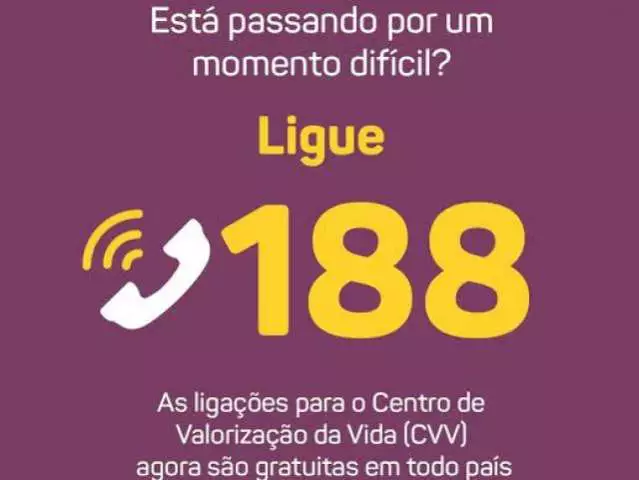 Está passando por um
momento difícil?
Ligue
188
As ligações para o Centro de
Valorização da Vida (CVV)
agora são gratuitas em todo país